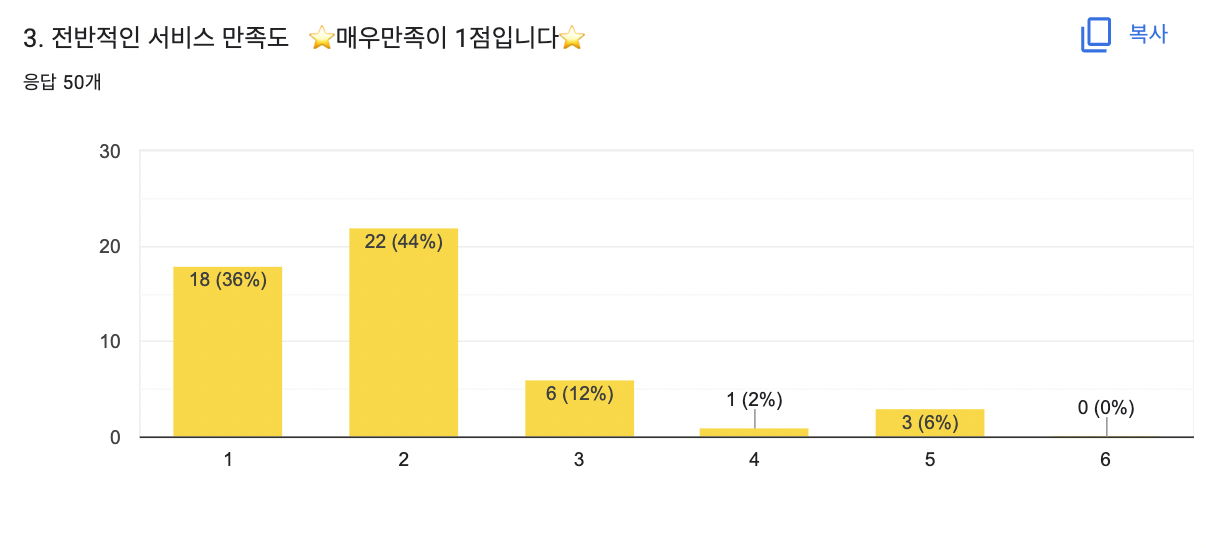 3. 전반적인 서비스 만족도 ⭐매우만족이 1점입니다⭐
복사
응답 50개
30
20
10
0
18 (36%)
22 (44%)
6 (12%)
1 (2%)
3 (6%)
0 (0%)
1 2 3 4 5 6